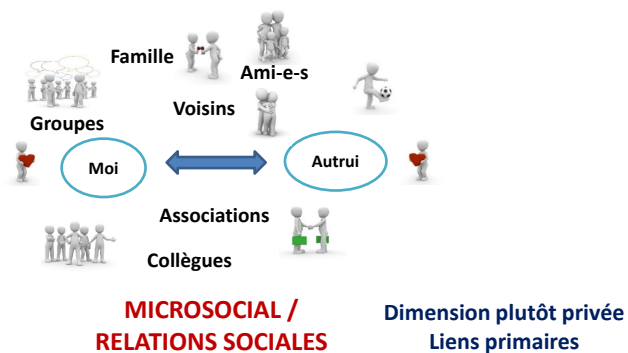 Famille
Ami-e-s
Voisins
Groupes
Moi
Autrui
Associations
Collègues
MICROSOCIAL /
RELATIONS SOCIALES
Dimension plutôt privée
Liens primaires